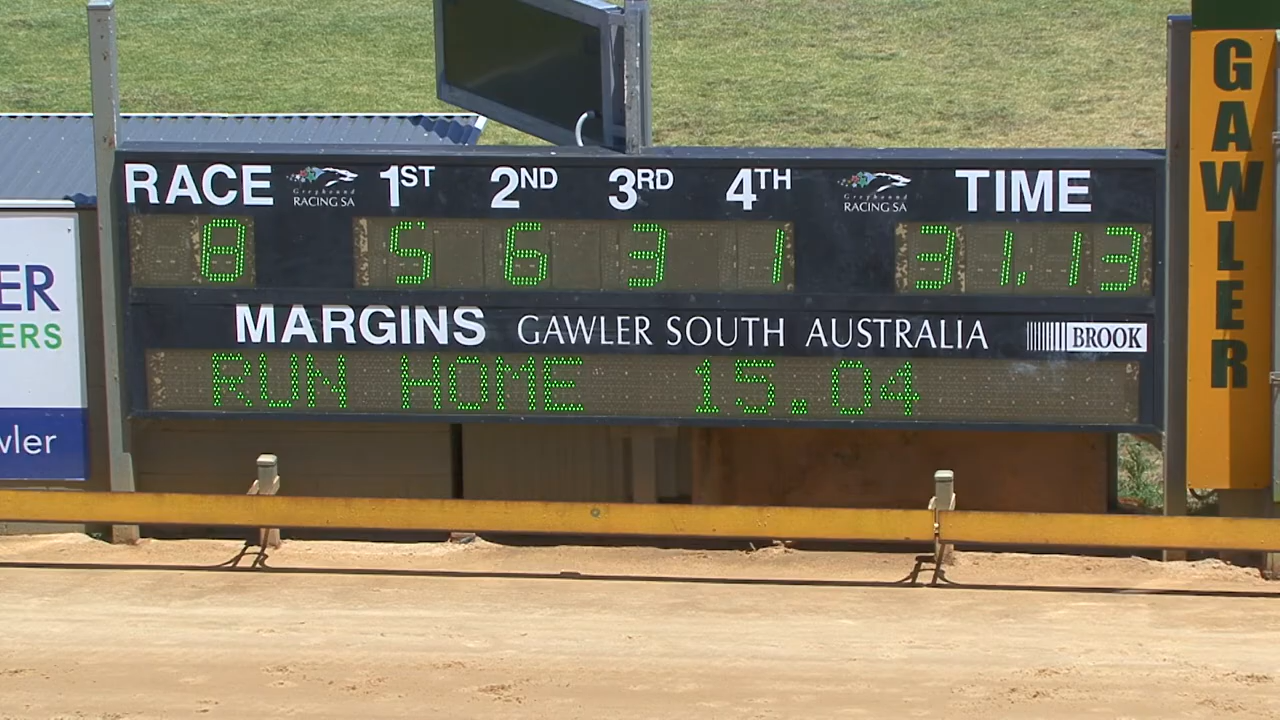 RACE Greyhound RACING SA 1ST 2ND 3RD 4TH Greyhound RACING SA TIME
8 5 6 3 1 31.13
MARGINS GAWLER SOUTH AUSTRALIA BROOK
RUN HOME 15.04
GAWLER
ER
ERS
wler